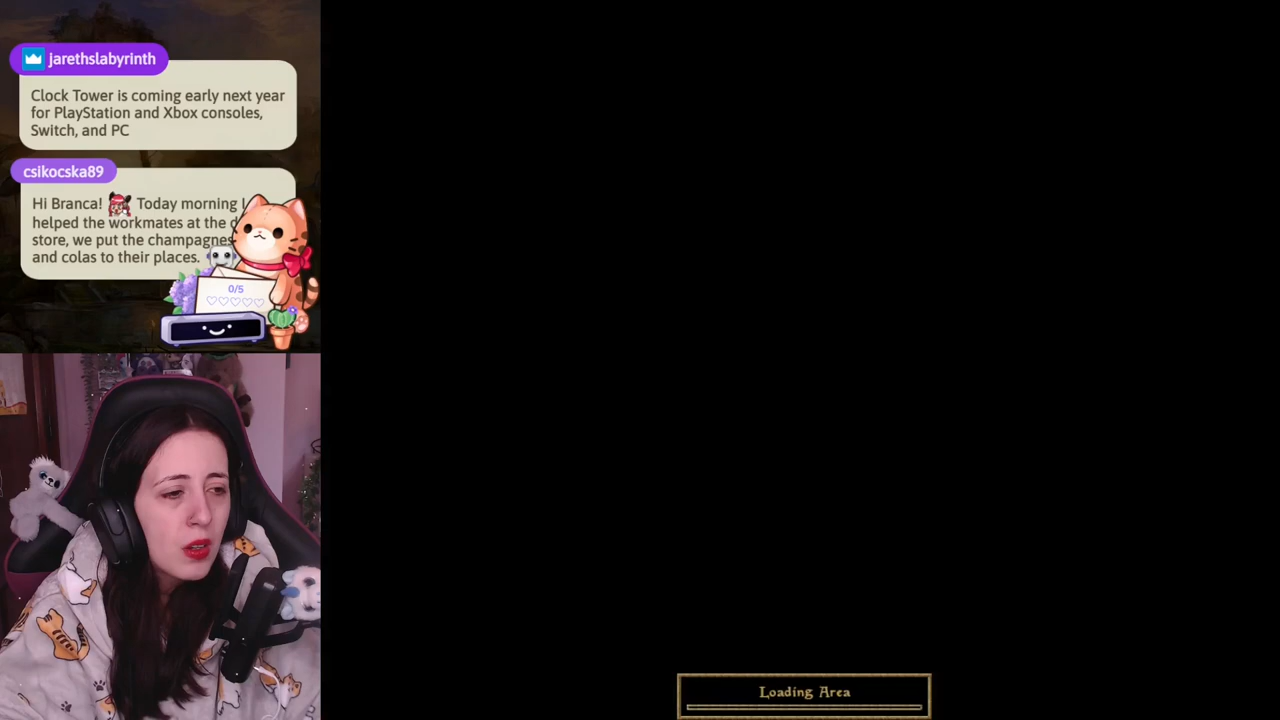 jarethslabyrinth
Clock Tower is coming early next year
for PlayStation and Xbox consoles,
Switch, and PC
csikocska89
Hi Branca! Today morning I
helped the workmates at the
store, we put the champagnes
and colas to their places.
0/5
Loading Area